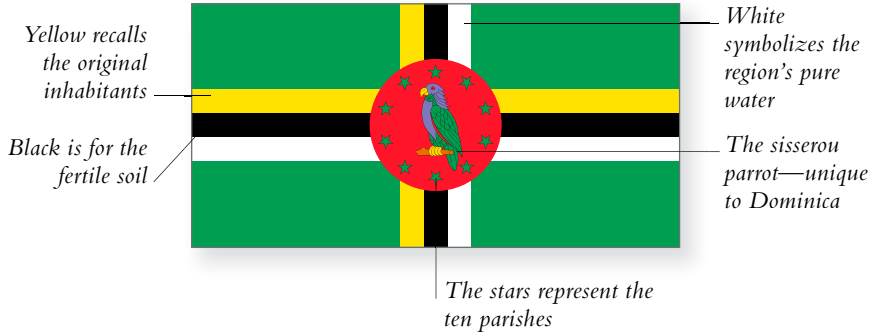 Yellow recalls
the original
inhabitants
Black is for the
fertile soil
White
symbolizes the
region's pure
water
The sisserou
parrot—unique
to Dominica
The stars represent the
ten parishes